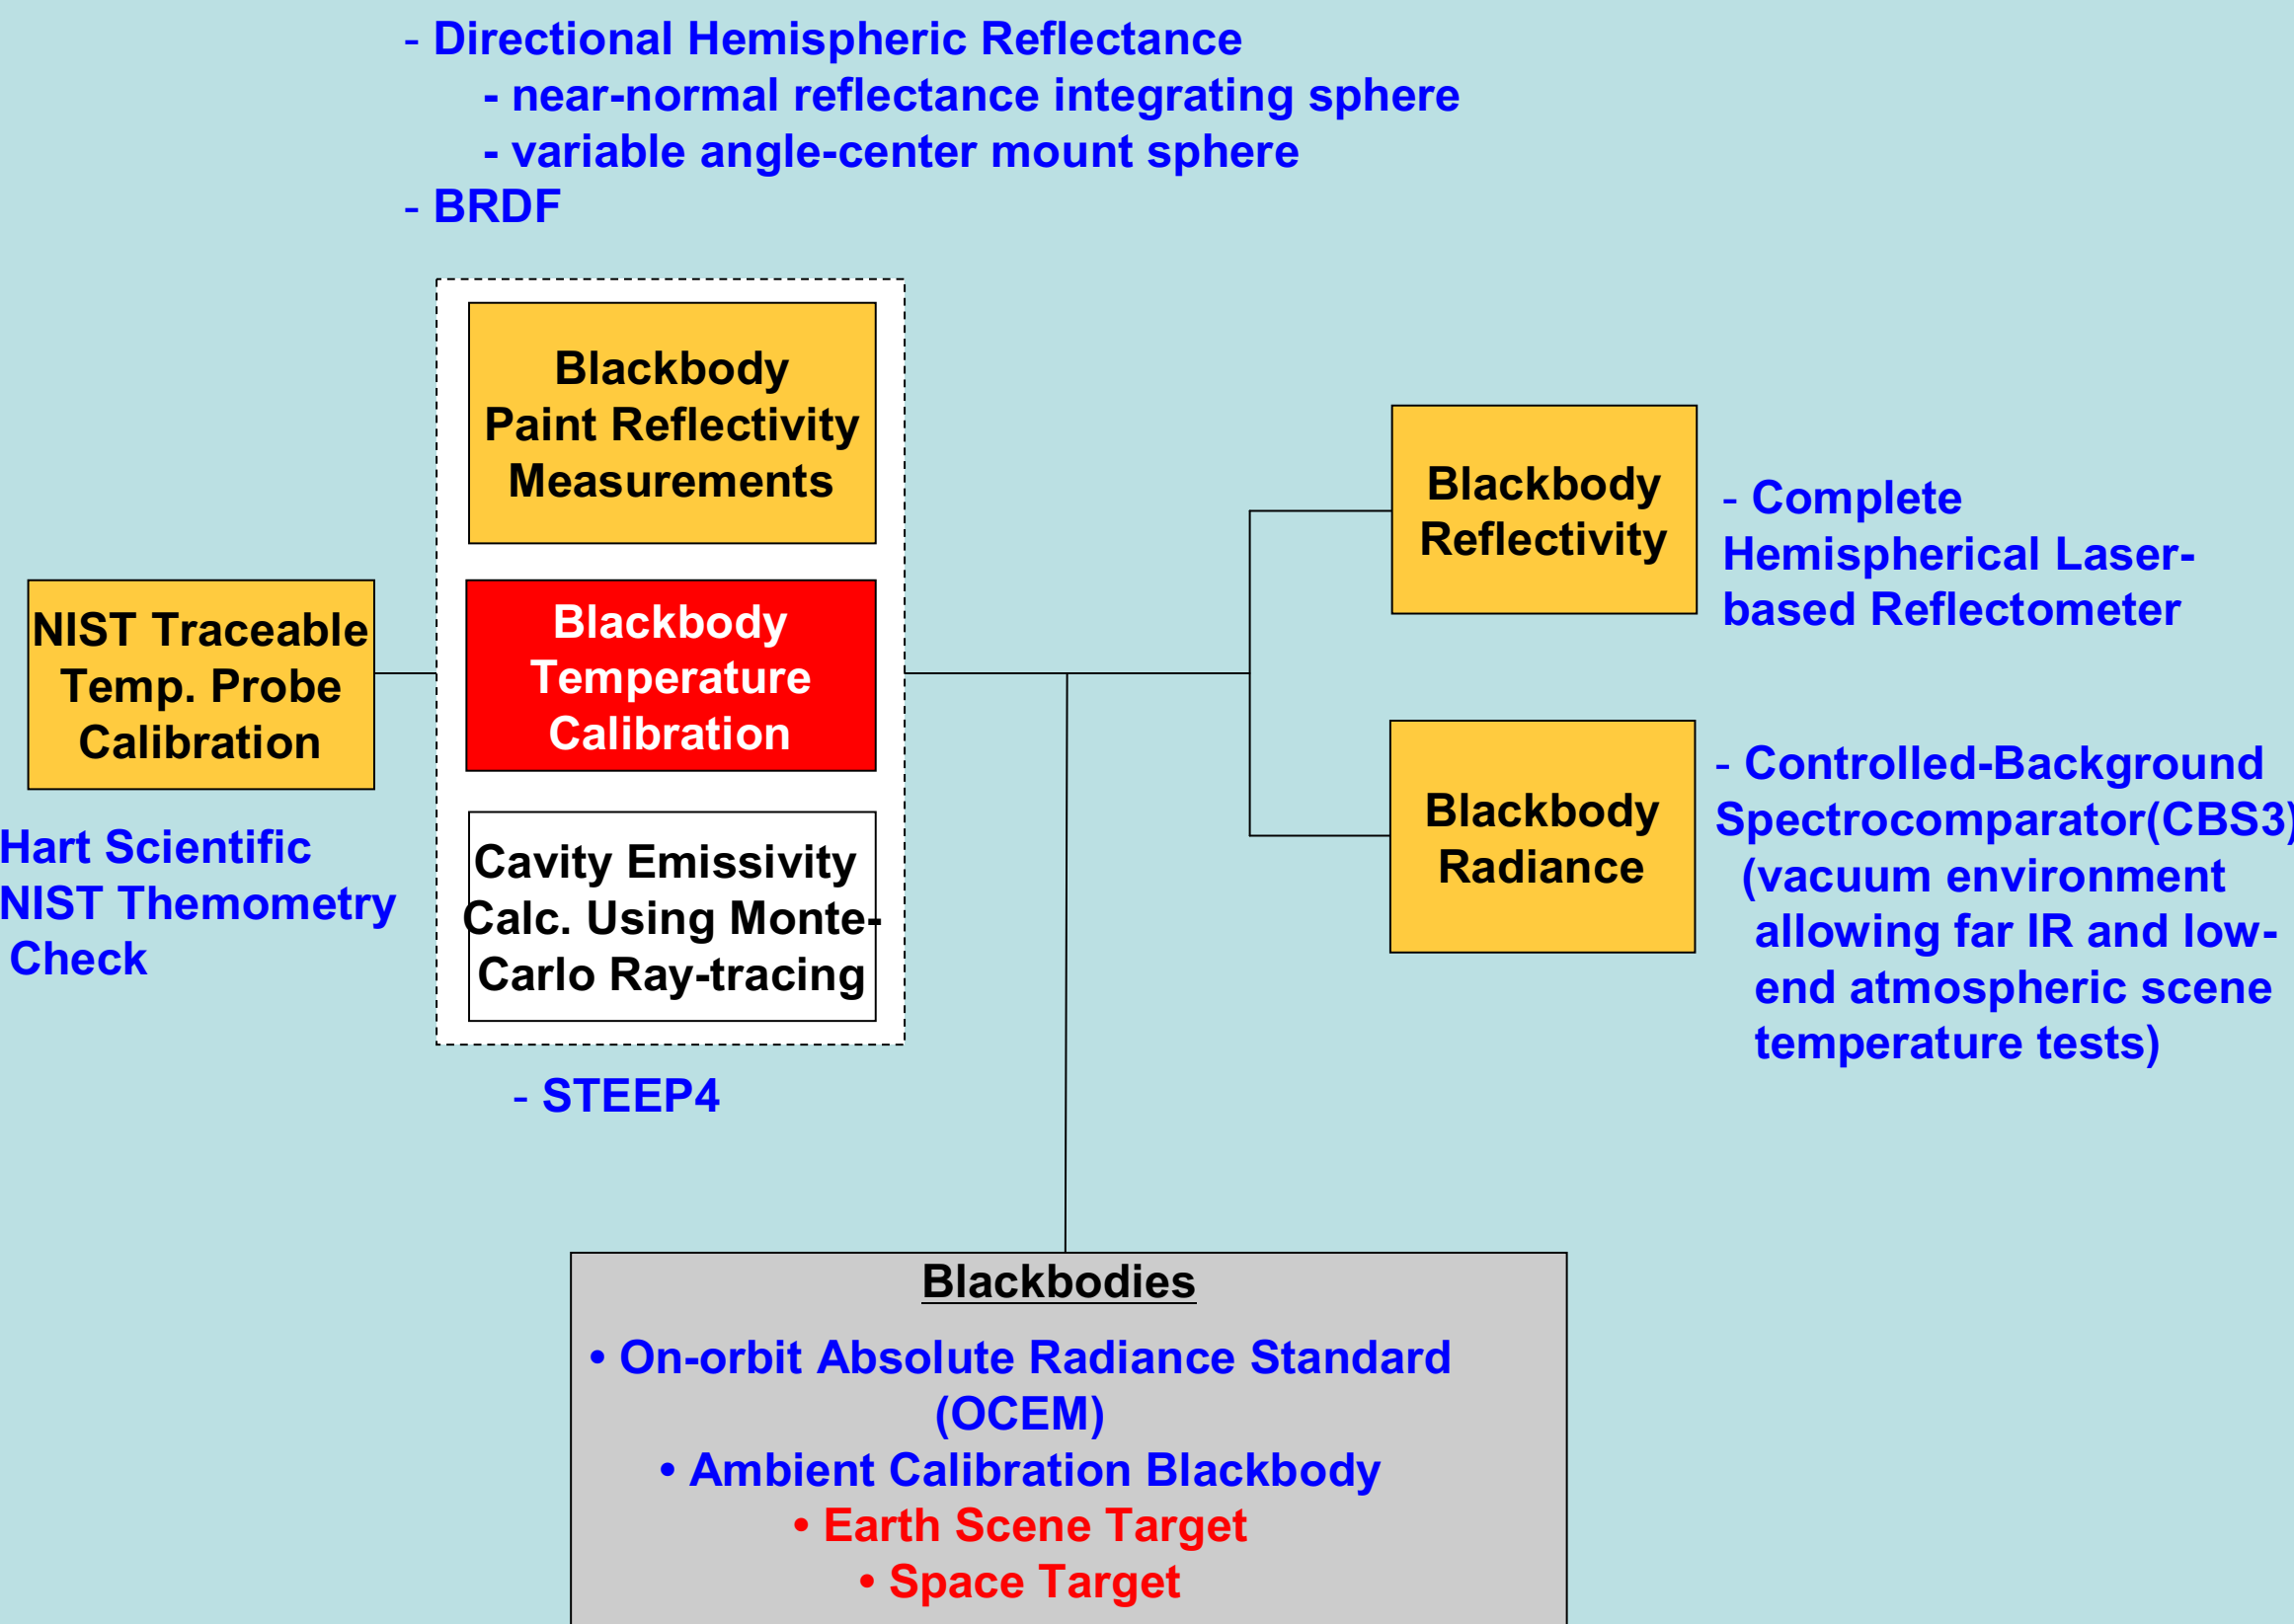 - Directional Hemispheric Reflectance
- near-normal reflectance integrating sphere
- variable angle-center mount sphere
- BRDF
Blackbody
Paint Reflectivity
Measurements
NIST Traceable
Temp. Probe
Calibration
Hart Scientific
NIST Themometry
Check
Blackbody
Temperature
Calibration
Cavity Emissivity
Calc. Using Monte-
Carlo Ray-tracing
- STEEP4
Blackbody
Reflectivity
- Complete
Hemispherical Laser-
based Reflectometer
Blackbody
Radiance
- Controlled-Background
Spectrocomparator(CBS3)
(vacuum environment
allowing far IR and low-
end atmospheric scene
temperature tests)
Blackbodies
• On-orbit Absolute Radiance Standard
(OCEM)
• Ambient Calibration Blackbody
• Earth Scene Target
• Space Target